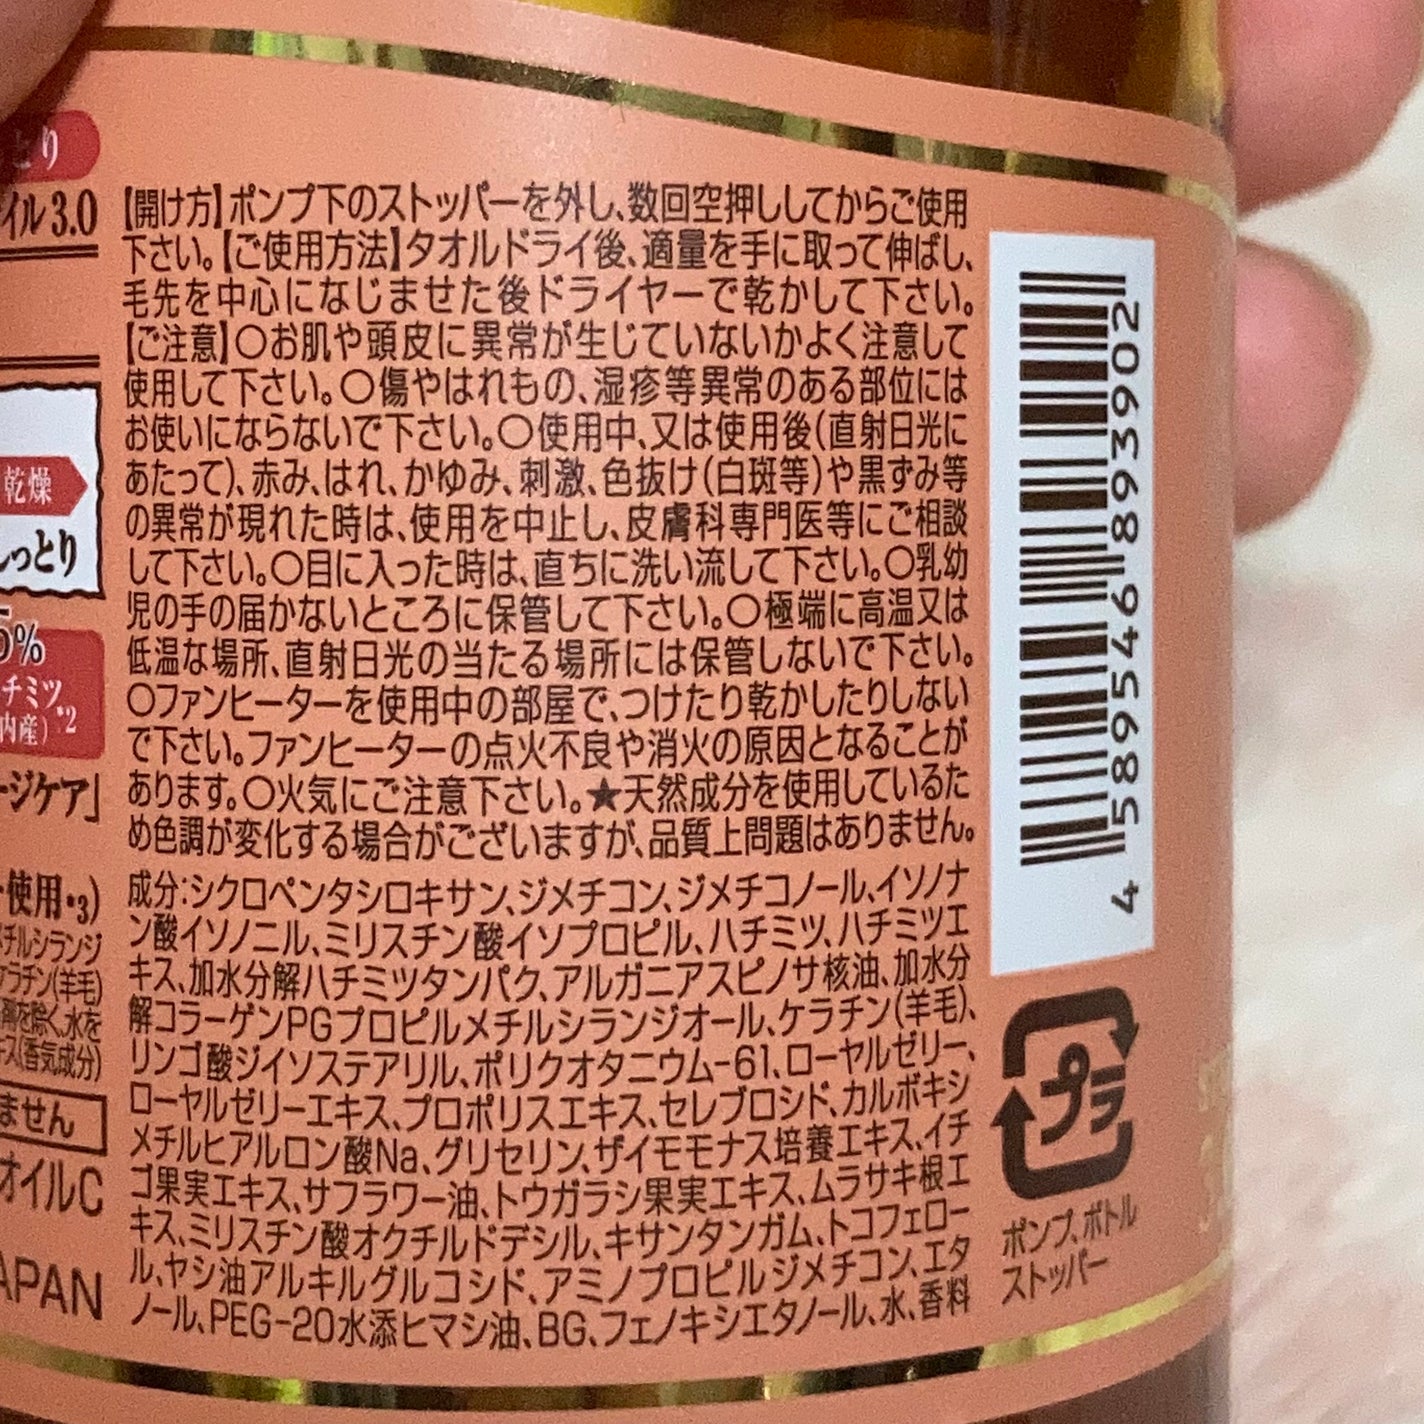 とり
イル3.0
乾燥
しっとり
5%
チミツ
内産)*2
ージケア」
使用*3)
チルシランジ
ケラチン(羊毛)
剤を除く、水を
キス(香気成分)
ません
オイルC
APAN
【開け方】ポンプ下のストッパーを外し、数回空押ししてからご使用
下さい。【ご使用方法】タオルドライ後、適量を手に取って伸ばし、
毛先を中心になじませた後ドライヤーで乾かして下さい。
【ご注意】○お肌や頭皮に異常が生じていないかよく注意して
使用して下さい。○傷やはれもの、湿疹等異常のある部位には
お使いにならないで下さい。○使用中、又は使用後(直射日光に
あたって)、赤み、はれ、かゆみ、刺激、色抜け(白斑等)や黒ずみ等
の異常が現れた時は、使用を中止し、皮膚科専門医等にご相談
して下さい。○目に入った時は、直ちに洗い流して下さい。○乳幼
児の手の届かないところに保管して下さい。○極端に高温又は
低温な場所、直射日光の当たる場所には保管しないで下さい。
○ファンヒーターを使用中の部屋で、つけたり乾かしたりしない
で下さい。ファンヒーターの点火不良や消火の原因となることが
あります。○火気にご注意下さい。★天然成分を使用しているた
め色調が変化する場合がございますが、品質上問題はありません。
成分:シクロペンタシロキサン、ジメチコン、ジメチコノール、イソノナ
ン酸イソノニル、ミリスチン酸イソプロピル、ハチミツ、ハチミツエ
キス、加水分解ハチミツタンパク、アルガニアスピノサ核油、加水分
解コラーゲンPGプロピルメチルシランジオール、ケラチン(羊毛)、
リンゴ酸ジイソステアリル、ポリクオタニウム-61、ローヤルゼリー、
ローヤルゼリーエキス、プロポリスエキス、セレブロシド、カルボキシ
メチルヒアルロン酸Na、グリセリン、ザイモモナス培養エキス、イチ
ゴ果実エキス、サフラワー油、トウガラシ果実エキス、ムラサキ根エ
キス、ミリスチン酸オクチルドデシル、キサンタンガム、トコフェロー
ル、ヤシ油アルキルグルコシド、アミノプロピルジメチコン、エタ
ノール、PEG-20水添ヒマシ油、BG、フェノキシエタノール、水、香料
4 589546 893902
プラ
ポンプ、ボトル
ストッパー